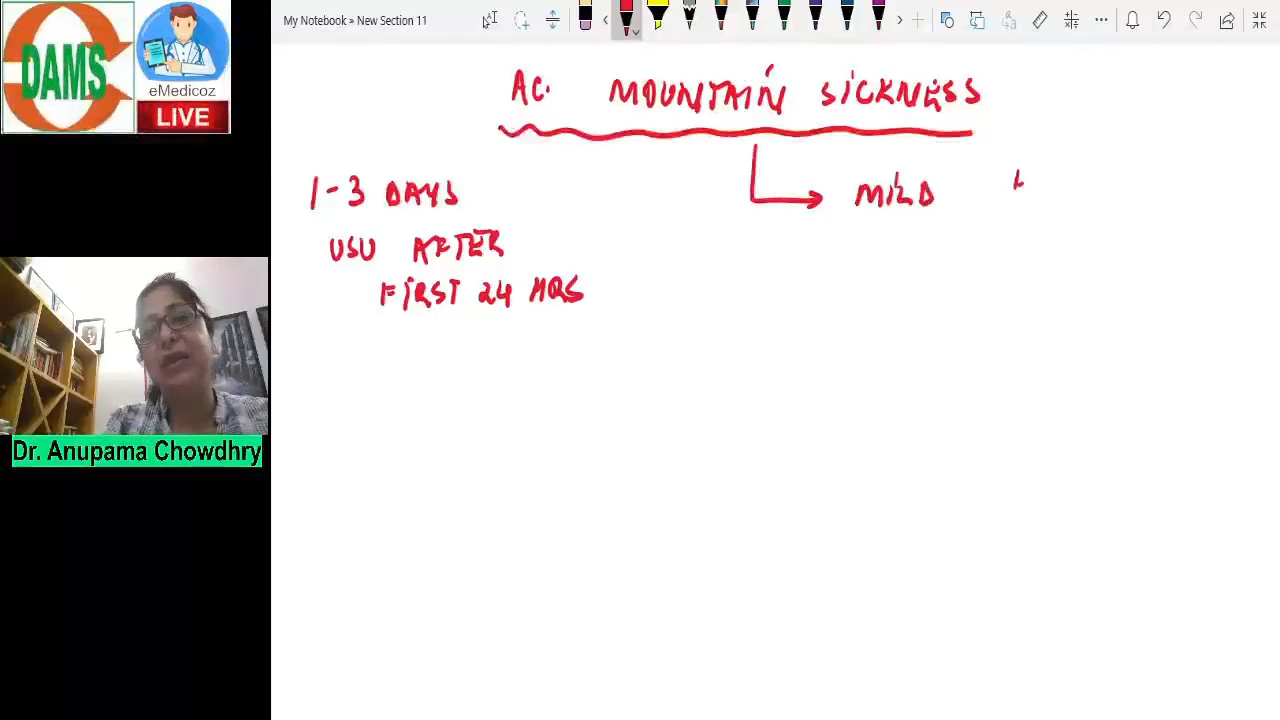 DAMS
eMedicoz
LIVE
My Notebook > New Section 11
AC. MOUNTAIN SICKNESS
1-3 DAYS
MILD
USU AFTER
FIRST 24 HRS
Dr. Anupama Chowdhry